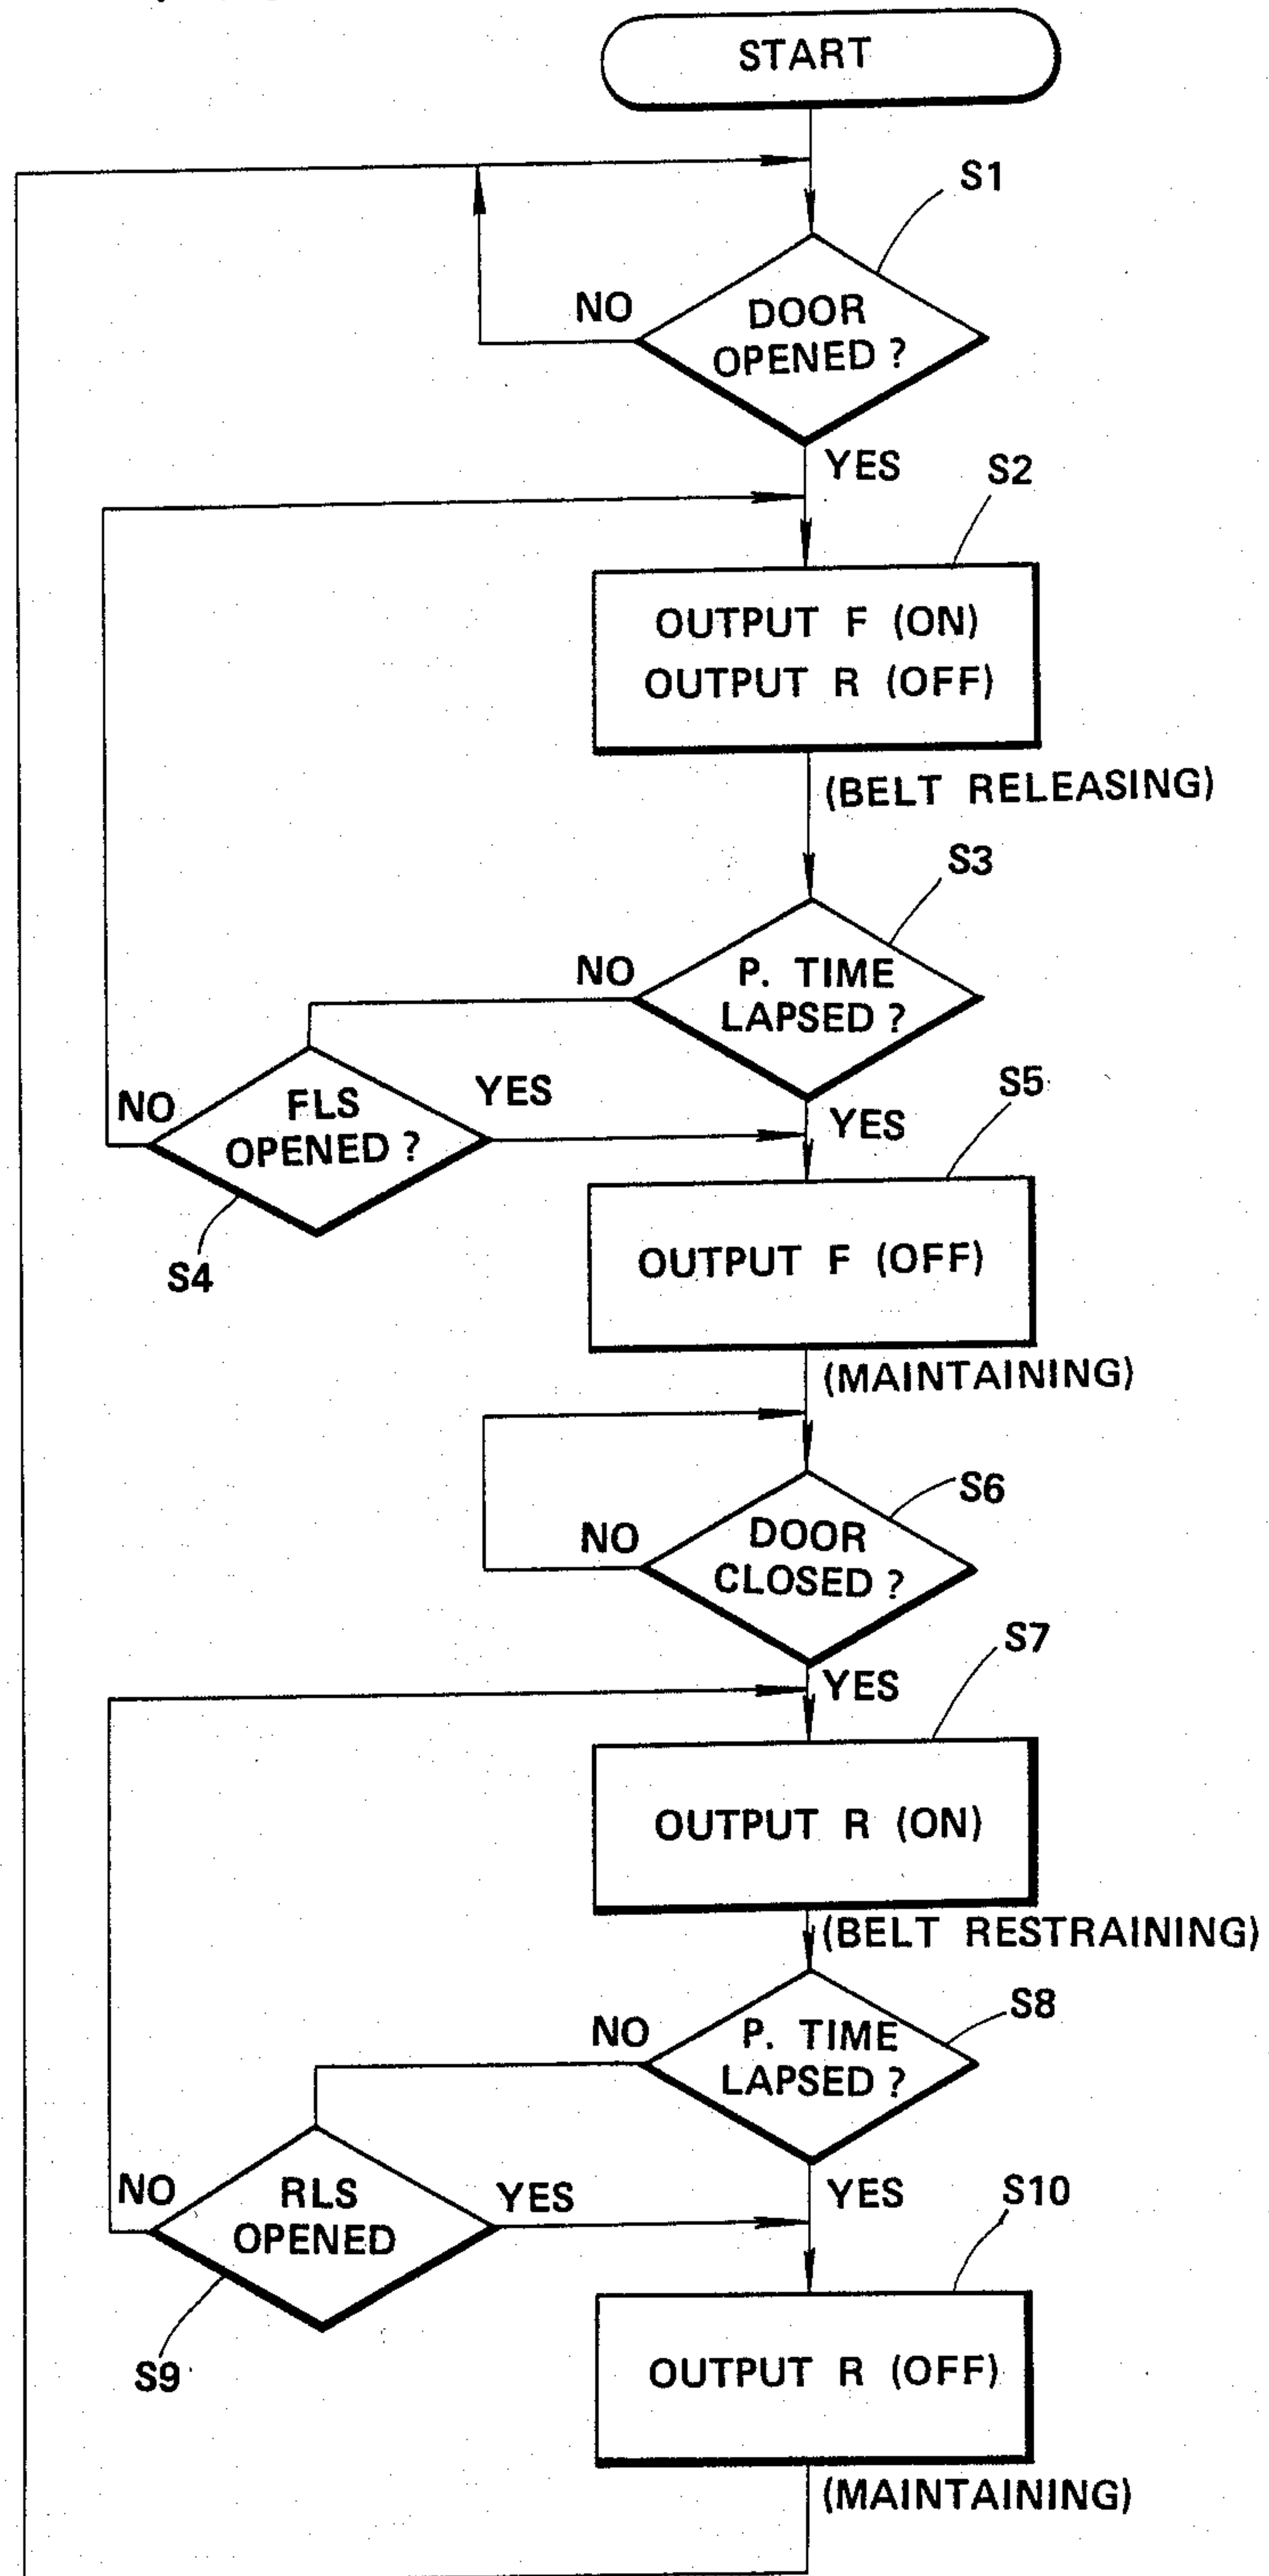 START
S1
NO
DOOR
OPENED ?
YES
S2
OUTPUT F (ON)
OUTPUT R (OFF)
(BELT RELEASING)
S3
NO
P. TIME
LAPSED ?
S5
NO
FLS
OPENED ?
YES
YES
S4
OUTPUT F (OFF)
(MAINTAINING)
S6
NO
DOOR
CLOSED ?
S7
YES
OUTPUT R (ON)
(BELT RESTRAINING)
S8
NO
P. TIME
LAPSED ?
NO
RLS
OPENED
YES
YES
S10
S9
OUTPUT R (OFF)
(MAINTAINING)